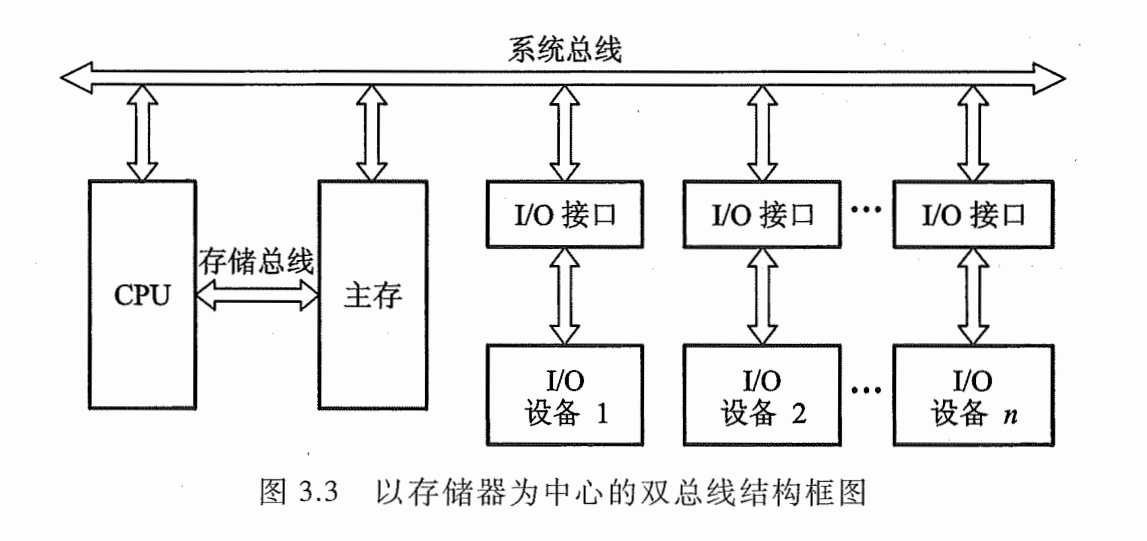 系统总线
I/O 接口
I/O 接口
···
I/O 接口
存储总线
CPU
主存
I/O
设备 1
I/O
设备 2
···
I/O
设备 n
图 3.3 以存储器为中心的双总线结构框图